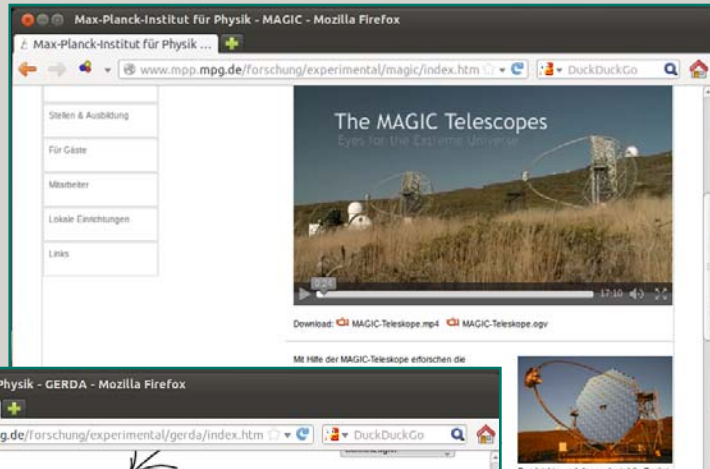 Max-Planck-Institut für Physik - MAGIC - Mozilla Firefox
Max-Planck-Institut für Physik ...
www.mpp.mpg.de/forschung/experimental/magic/index.htm
DuckDuckGo
Stellen & Ausbildung
Für Gäste
Mitarbeiter
Lokale Einrichtungen
Links
The MAGIC Telescopes
Eyes for the Extreme Universe
0:24
17:10
Download: MAGIC-Teleskope.mp4 MAGIC-Teleskope.ogv
Mit Hilfe der MAGIC-Teleskope erforschen die
Physik - GERDA - Mozilla Firefox
g.de/forschung/experimental/gerda/index.htm
DuckDuckGo